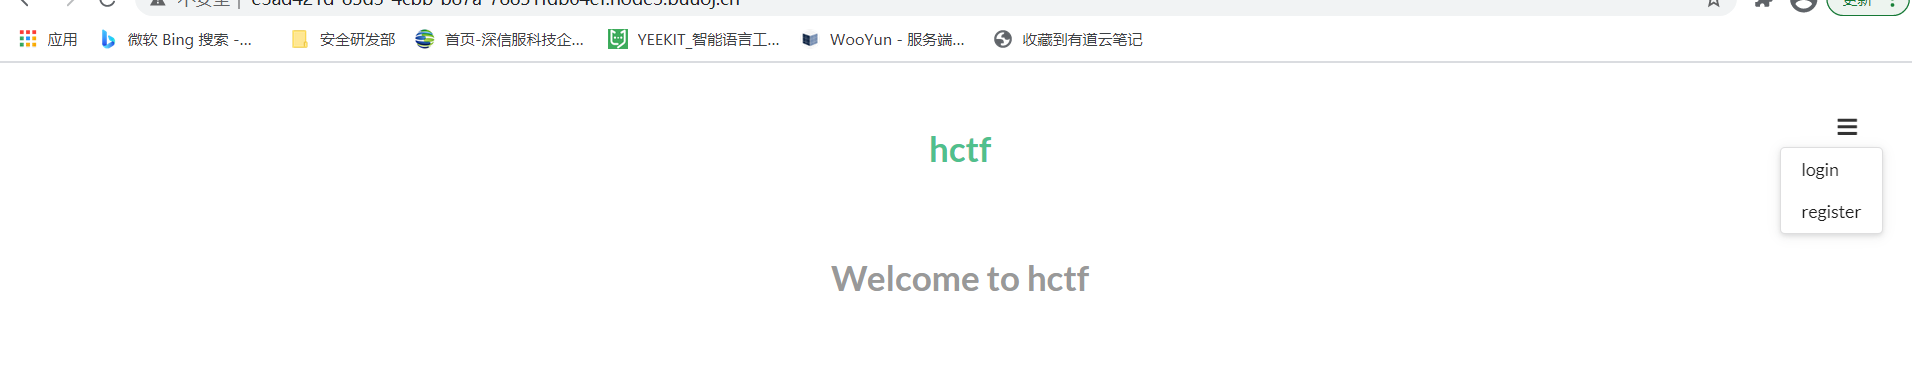 应用 微软 Bing 搜索 -... 安全研发部 首页-深信服科技企... YEEKIT_智能语言工... WooYun - 服务端... 收藏到有道云笔记
hctf
login
register
Welcome to hctf